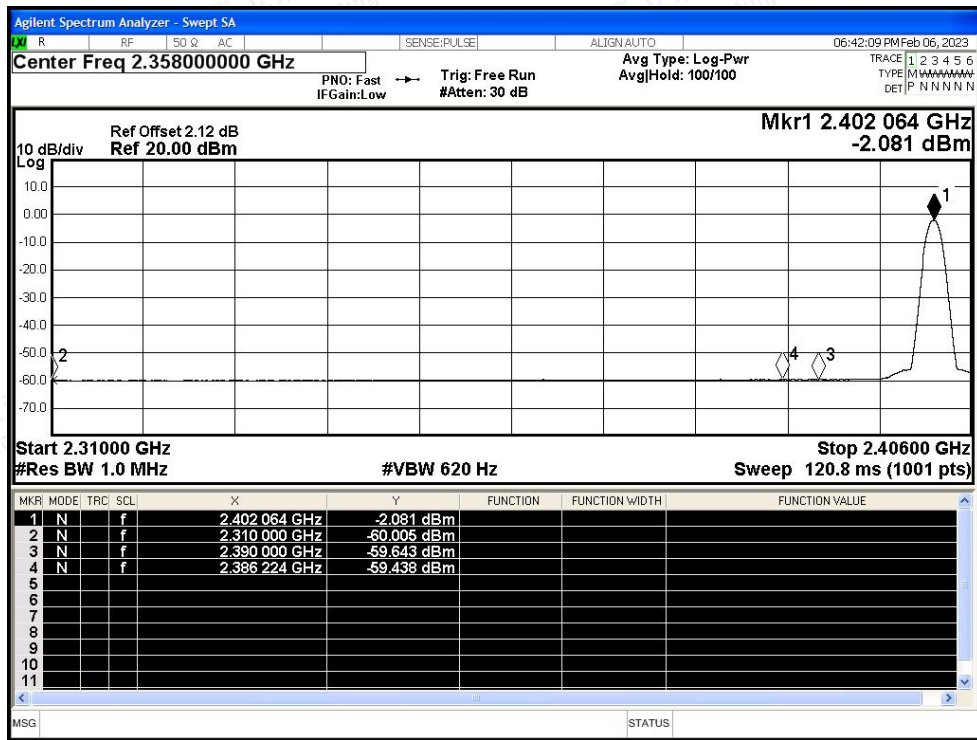 Agilent Spectrum Analyzer - Swept SA
LXI R RF 50 Ω AC SENSE:PULSE ALIGN AUTO 06:42:09 PM Feb 06, 2023
Center Freq 2.358000000 GHz
PNO: Fast
IFGain:Low
Trig: Free Run
#Atten: 30 dB
Avg Type: Log-Pwr
Avg|Hold: 100/100
TRACE 1 2 3 4 5 6
TYPE M WWWWW
DET P N N N N N
Ref Offset 2.12 dB
10 dB/div Ref 20.00 dBm
Log
Mkr1 2.402 064 GHz
-2.081 dBm
10.0
0.00
-10.0
-20.0
-30.0
-40.0
-50.0
-60.0
-70.0
1
2
4
3
Start 2.31000 GHz
Stop 2.40600 GHz
#Res BW 1.0 MHz
#VBW 620 Hz
Sweep 120.8 ms (1001 pts)
MKR MODE TRC SCL X Y FUNCTION FUNCTION WIDTH FUNCTION VALUE
1 N f 2.402 064 GHz -2.081 dBm
2 N f 2.310 000 GHz -60.005 dBm
3 N f 2.390 000 GHz -59.643 dBm
4 N f 2.386 224 GHz -59.438 dBm
5
6
7
8
9
10
11
MSG
STATUS